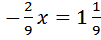 −2/9 x = 1 1/9